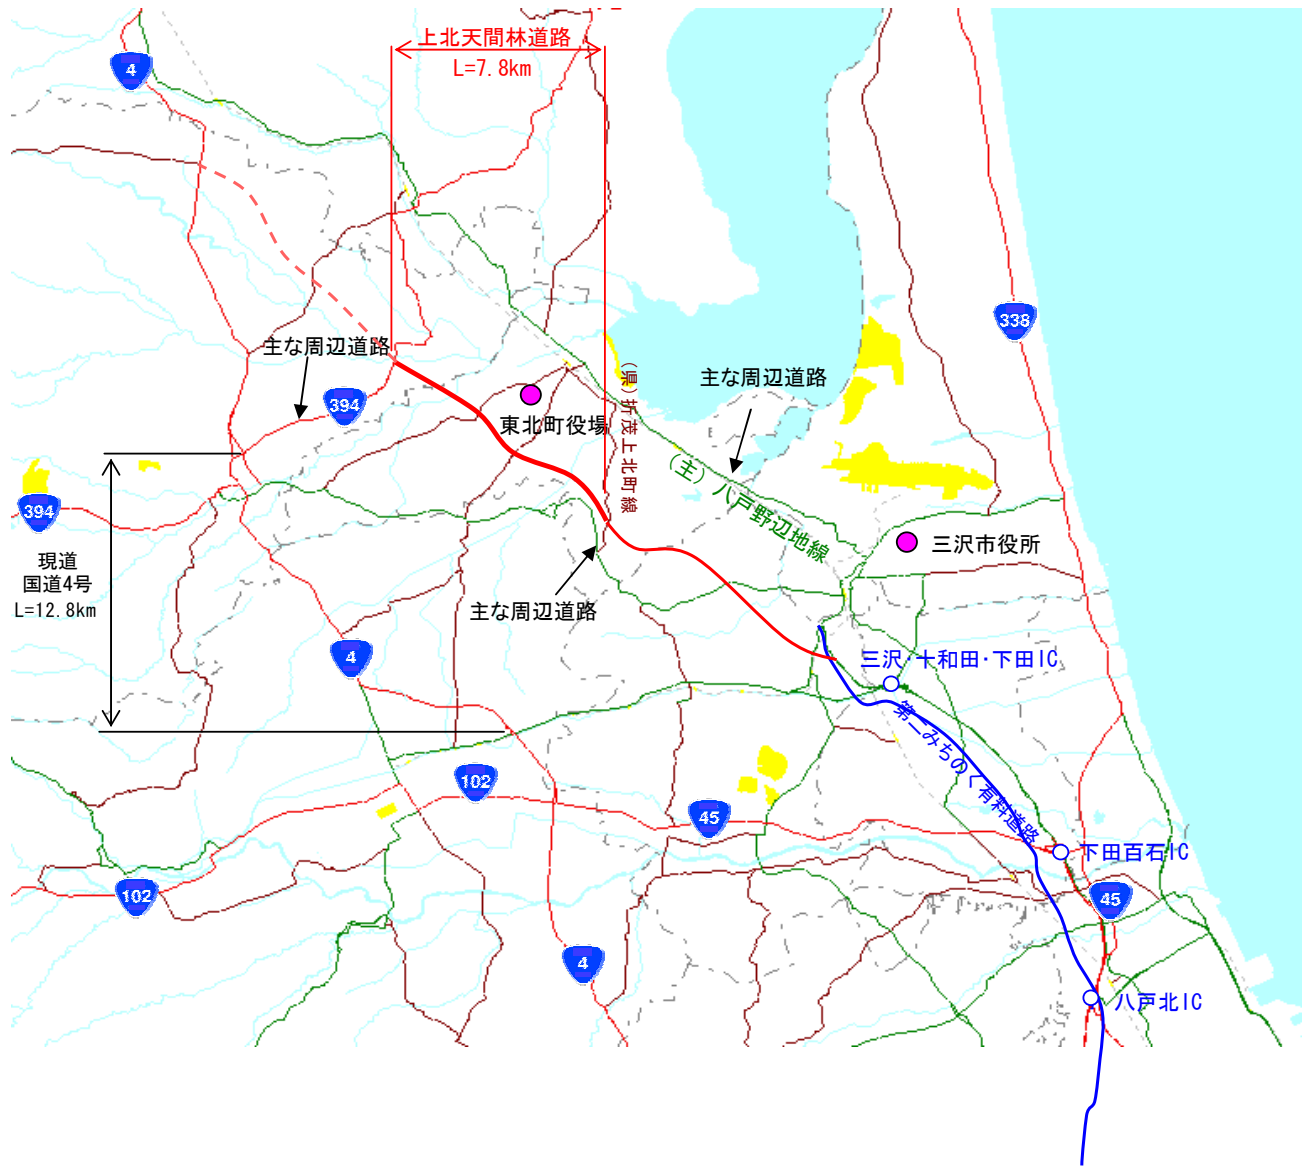 上北天間林道路
L=7.8km
4
338
主な周辺道路
394
東北町役場
(県)折茂上北町線
主な周辺道路
(主)八戸野辺地線
394
現道
国道4号
L=12.8km
三沢市役所
主な周辺道路
4
三沢・十和田・下田IC
第二みちのく有料道路
102
45
下田百石IC
102
45
4
八戸北IC